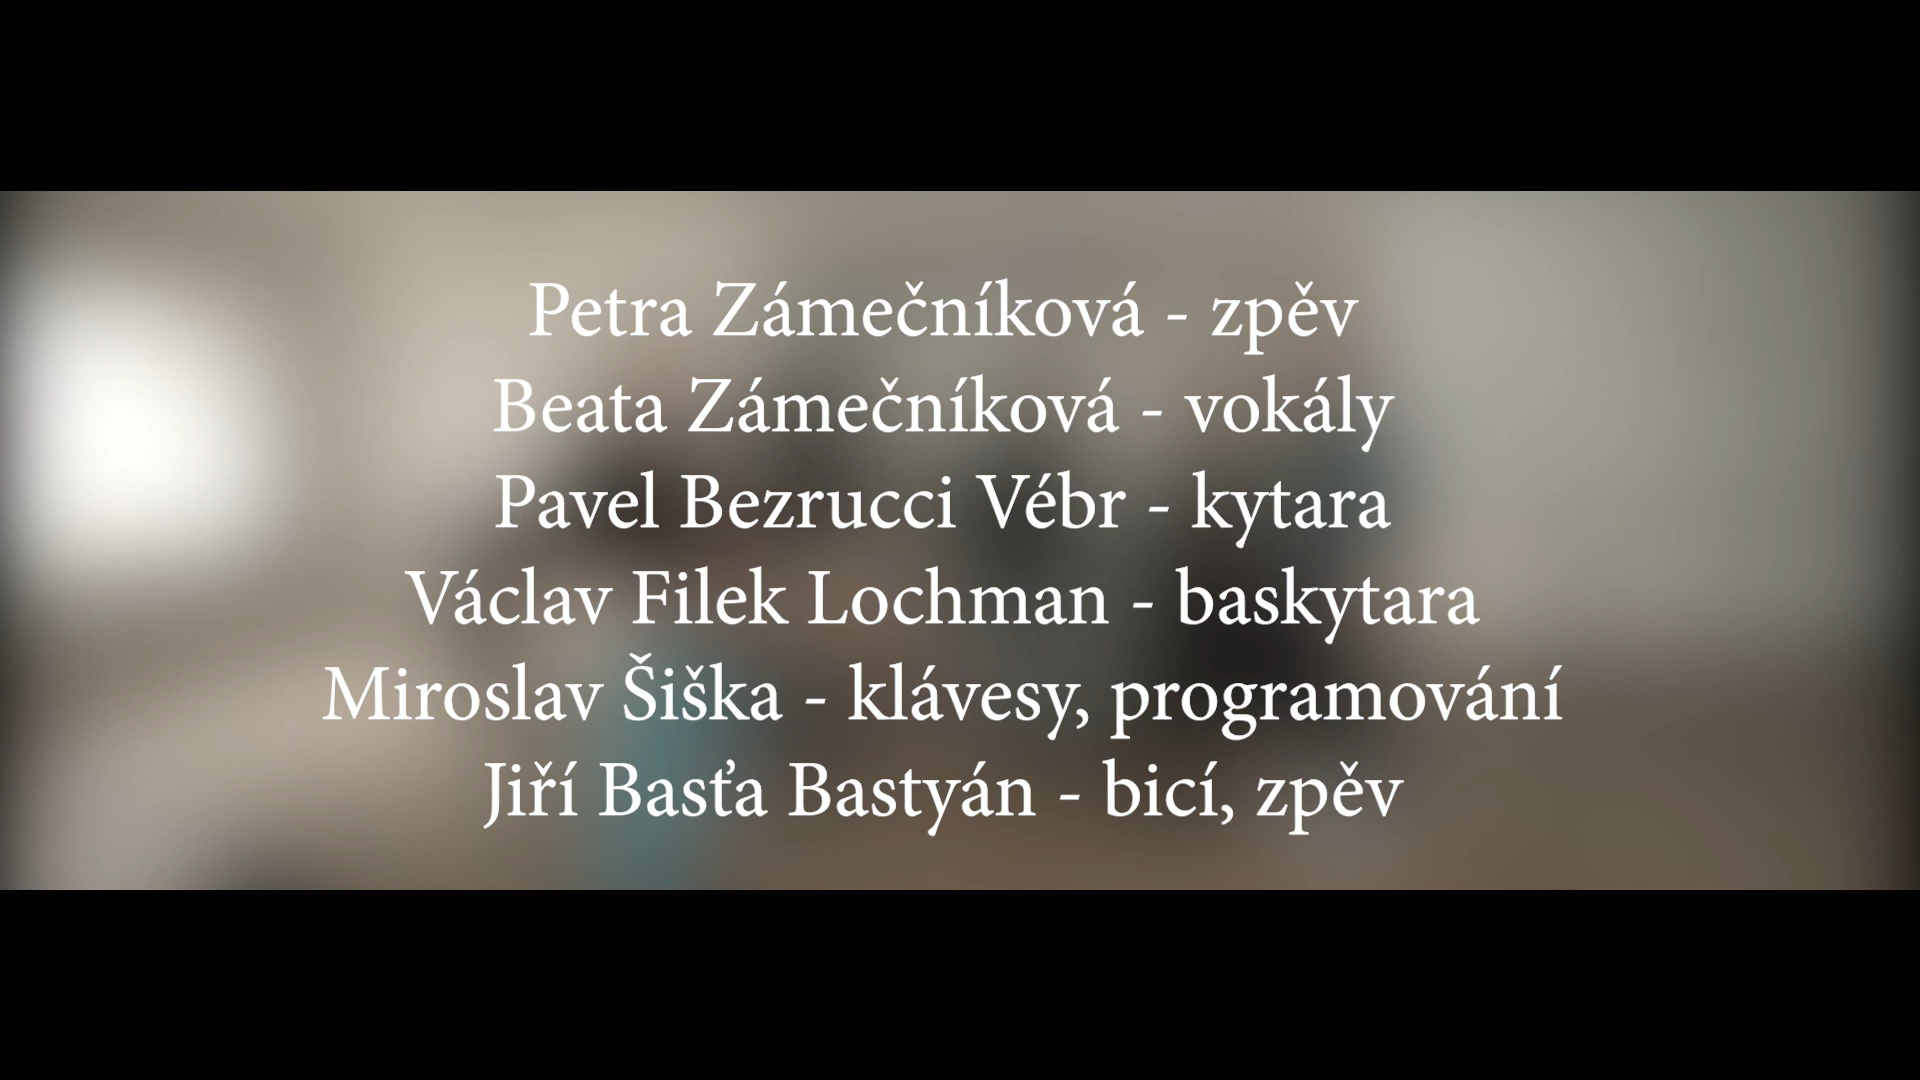 Petra Zámečníková - zpěv
Beata Zámečníková - vokály
Pavel Bezrucci Vébr - kytara
Václav Filek Lochman - baskytara
Miroslav Šiška - klávesy, programování
Jiří Basťa Bastyán - bicí, zpěv